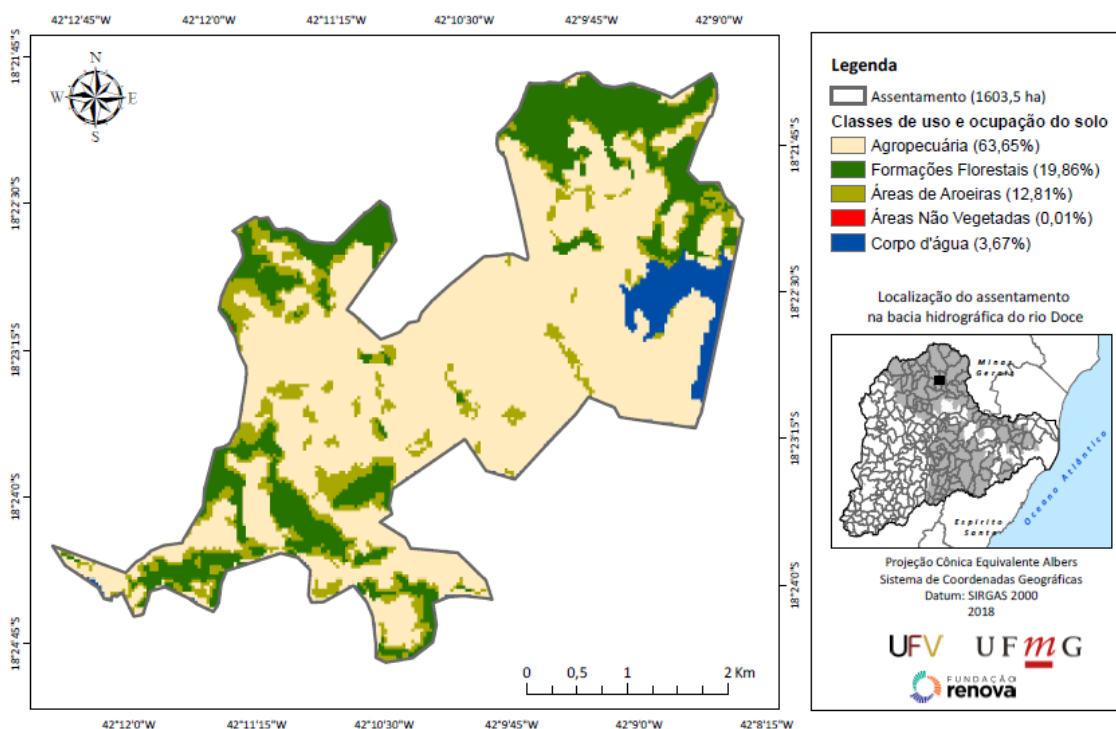 42°12'45"W 42°12'0"W 42°11'15"W 42°10'30"W 42°9'45"W 42°9'0"W
18°21'45"S
18°22'30"S
18°23'15"S
18°24'0"S
18°24'45"S
N
W E
S
18°21'45"S
18°22'30"S
18°23'15"S
18°24'0"S
0 0,5 1 2 Km
42°12'0"W 42°11'15"W 42°10'30"W 42°9'45"W 42°9'0"W 42°8'15"W
Legenda
Assentamento (1603,5 ha)
Classes de uso e ocupação do solo
Agropecuária (63,65%)
Formações Florestais (19,86%)
Áreas de Aroeiras (12,81%)
Áreas Não Vegetadas (0,01%)
Corpo d'água (3,67%)
Localização do assentamento
na bacia hidrográfica do rio Doce
Minas
Gerais
Oceano Atlântico
Espírito
Santo
Projeção Cônica Equivalente Albers
Sistema de Coordenadas Geográficas
Datum: SIRGAS 2000
2018
UFV UFmG
FUNDAÇÃO
renova